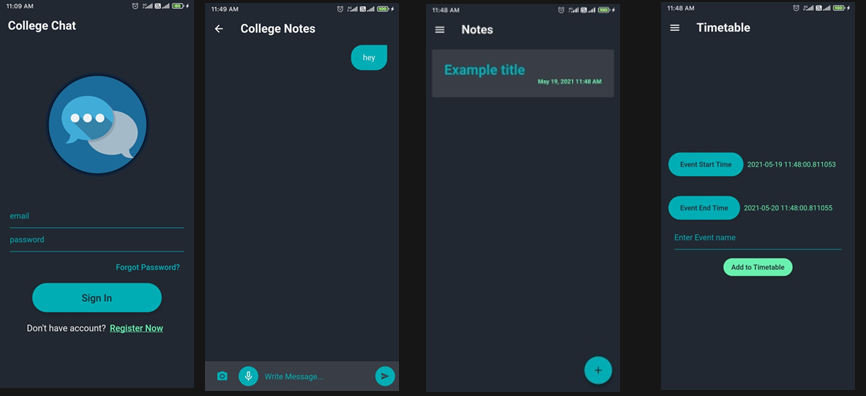 11:09 AM
College Chat
email
password
Forgot Password?
Sign In
Don't have account? Register Now
11:49 AM
College Notes
hey
Write Message...
11:48 AM
Notes
Example title
May 19, 2021 11:48 AM
11:48 AM
Timetable
Event Start Time 2021-05-19 11:48:00.811053
Event End Time 2021-05-20 11:48:00.811055
Enter Event name
Add to Timetable